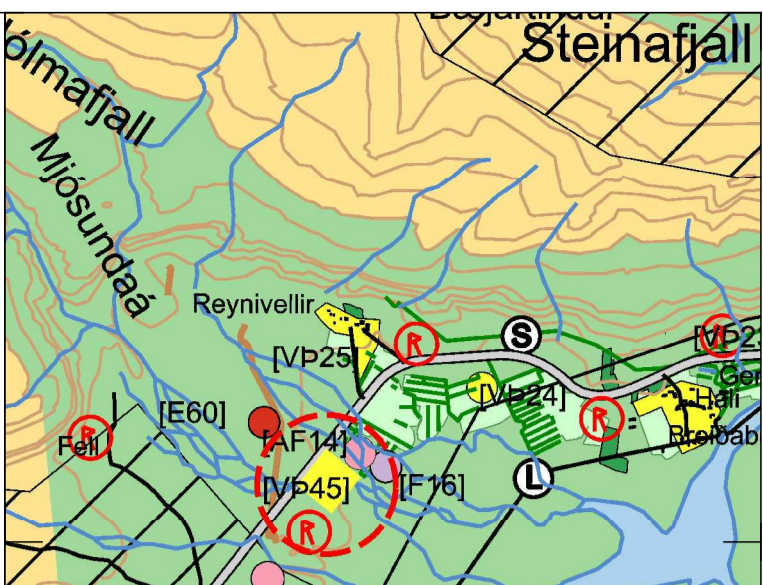 Steinafjall
ólmafjall
Mjósundaá
Reynivellir
S
[VÞ25]
[VÞ24]
Hali
[E60]
[AF14]
Fell
[VÞ45]
[F16]
L